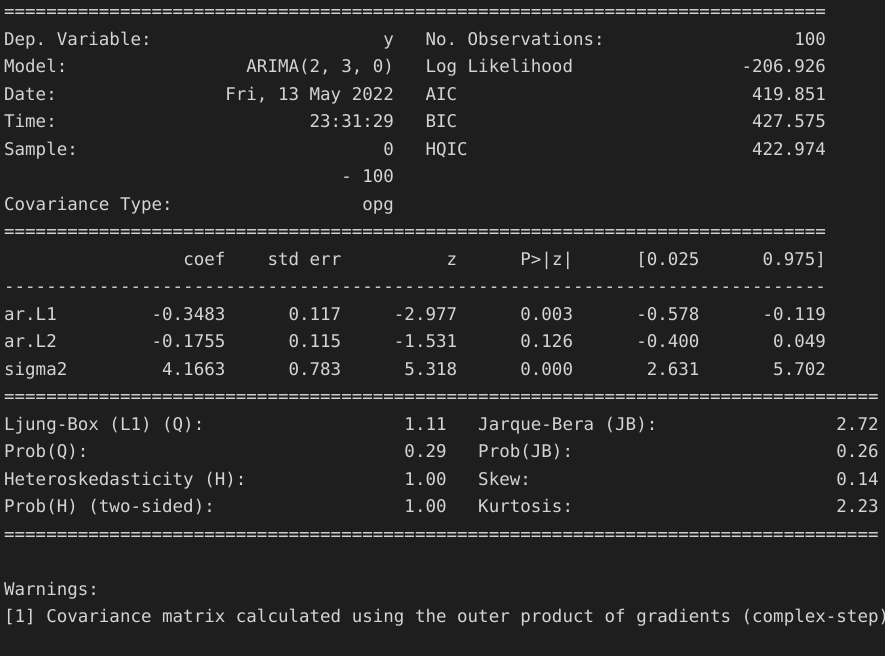 ==============================================================================
Dep. Variable:                      y   No. Observations:                  100
Model:                 ARIMA(2, 3, 0)   Log Likelihood                -206.926
Date:                Fri, 13 May 2022   AIC                            419.851
Time:                        23:31:29   BIC                            427.575
Sample:                             0   HQIC                           422.974
                                - 100
Covariance Type:                  opg
==============================================================================
                 coef    std err          z      P>|z|      [0.025      0.975]
------------------------------------------------------------------------------
ar.L1         -0.3483      0.117     -2.977      0.003      -0.578      -0.119
ar.L2         -0.1755      0.115     -1.531      0.126      -0.400       0.049
sigma2         4.1663      0.783      5.318      0.000       2.631       5.702
===================================================================================
Ljung-Box (L1) (Q):                   1.11   Jarque-Bera (JB):                 2.72
Prob(Q):                              0.29   Prob(JB):                         0.26
Heteroskedasticity (H):               1.00   Skew:                             0.14
Prob(H) (two-sided):                  1.00   Kurtosis:                         2.23
===================================================================================

Warnings:
[1] Covariance matrix calculated using the outer product of gradients (complex-step)